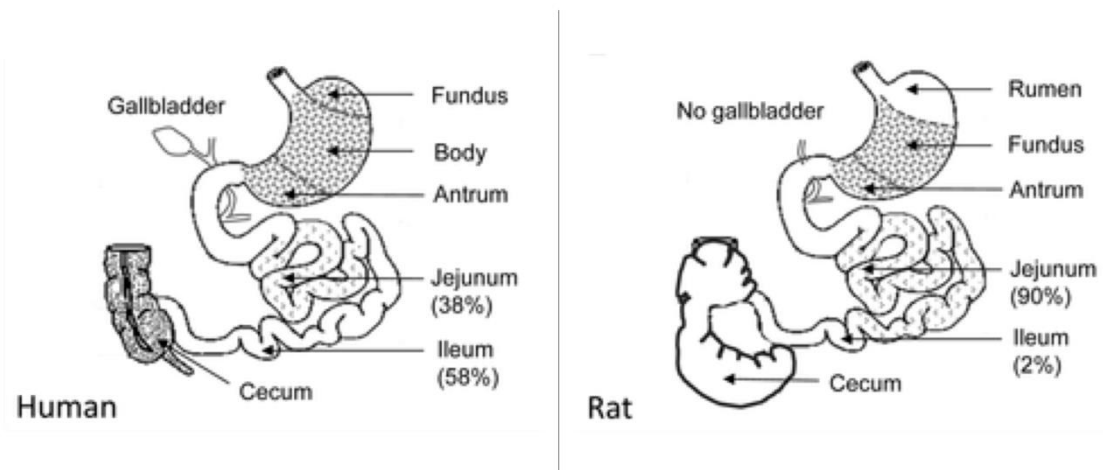 Gallbladder
Fundus
Body
Antrum
Jejunum
(38%)
Ileum
(58%)
Cecum
Human
No gallbladder
Rumen
Fundus
Antrum
Jejunum
(90%)
Ileum
(2%)
Cecum
Rat